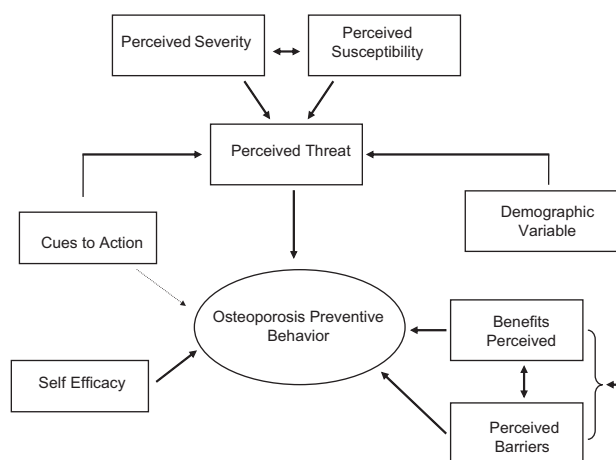 Perceived Severity
Perceived
Susceptibility
Perceived Threat
Cues to Action
Demographic
Variable
Osteoporosis Preventive
Behavior
Benefits
Perceived
Self Efficacy
Perceived
Barriers